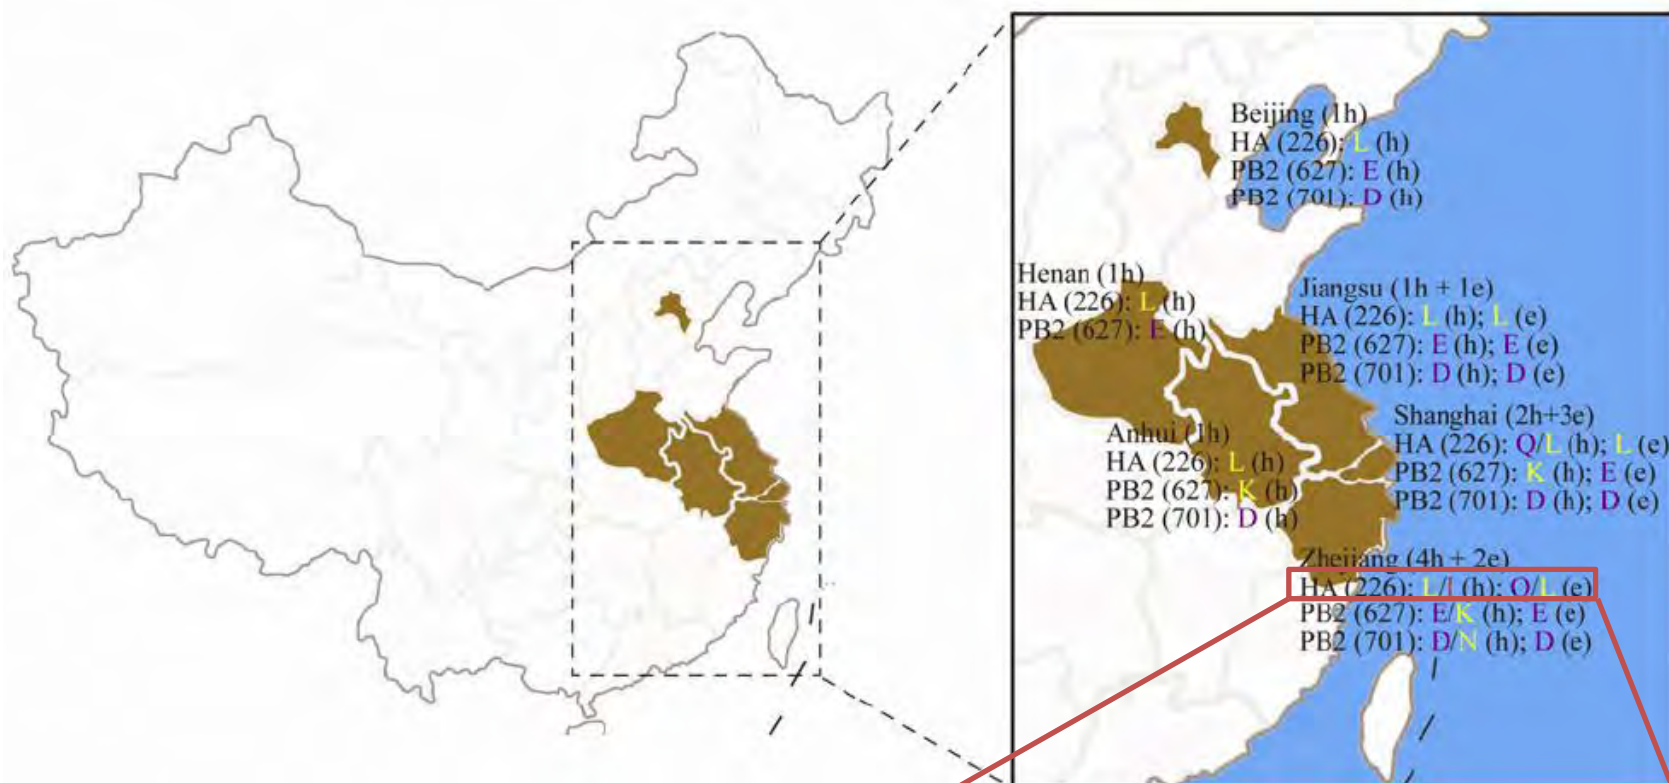 Beijing (1h)
HA (226): L (h)
PB2 (627): E (h)
PB2 (701): D (h)
Henan (1h)
HA (226): L (h)
PB2 (627): E (h)
Jiangsu (1h + 1e)
HA (226): L (h); L (e)
PB2 (627): E (h); E (e)
PB2 (701): D (h); D (e)
Shanghai (2h+3e)
HA (226): Q/L (h); L (e)
PB2 (627): K (h); E (e)
PB2 (701): D (h); D (e)
Anhui (1h)
HA (226): L (h)
PB2 (627): K (h)
PB2 (701): D (h)
Zhejiang (4h + 2e)
HA (226): L/I (h); Q/L (e)
PB2 (627): E/K (h); E (e)
PB2 (701): D/N (h); D (e)